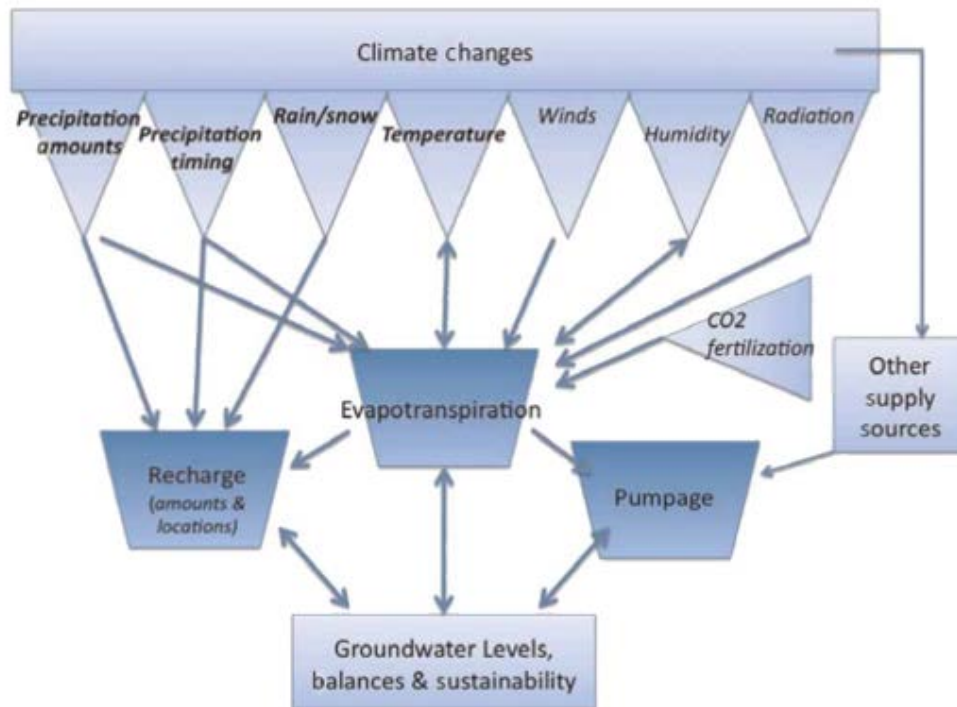 Climate changes
Precipitation
amounts
Precipitation
timing
Rain/snow
Temperature
Winds
Humidity
Radiation
CO2
fertilization
Other
supply
sources
Evapotranspiration
Recharge
(amounts &
locations)
Pumpage
Groundwater Levels,
balances & sustainability